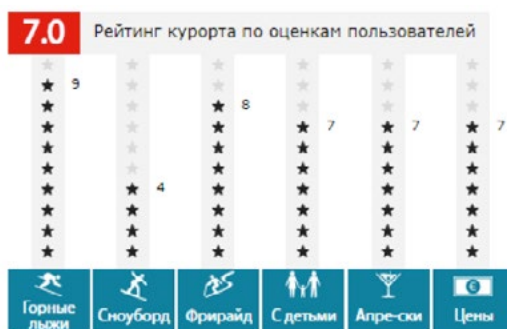 7.0 Рейтинг курорта по оценкам пользователей
9
8
7 7 7
4
Горные лыжи
Сноуборд
Фрирайд
С детьми
Апре-ски
Цены